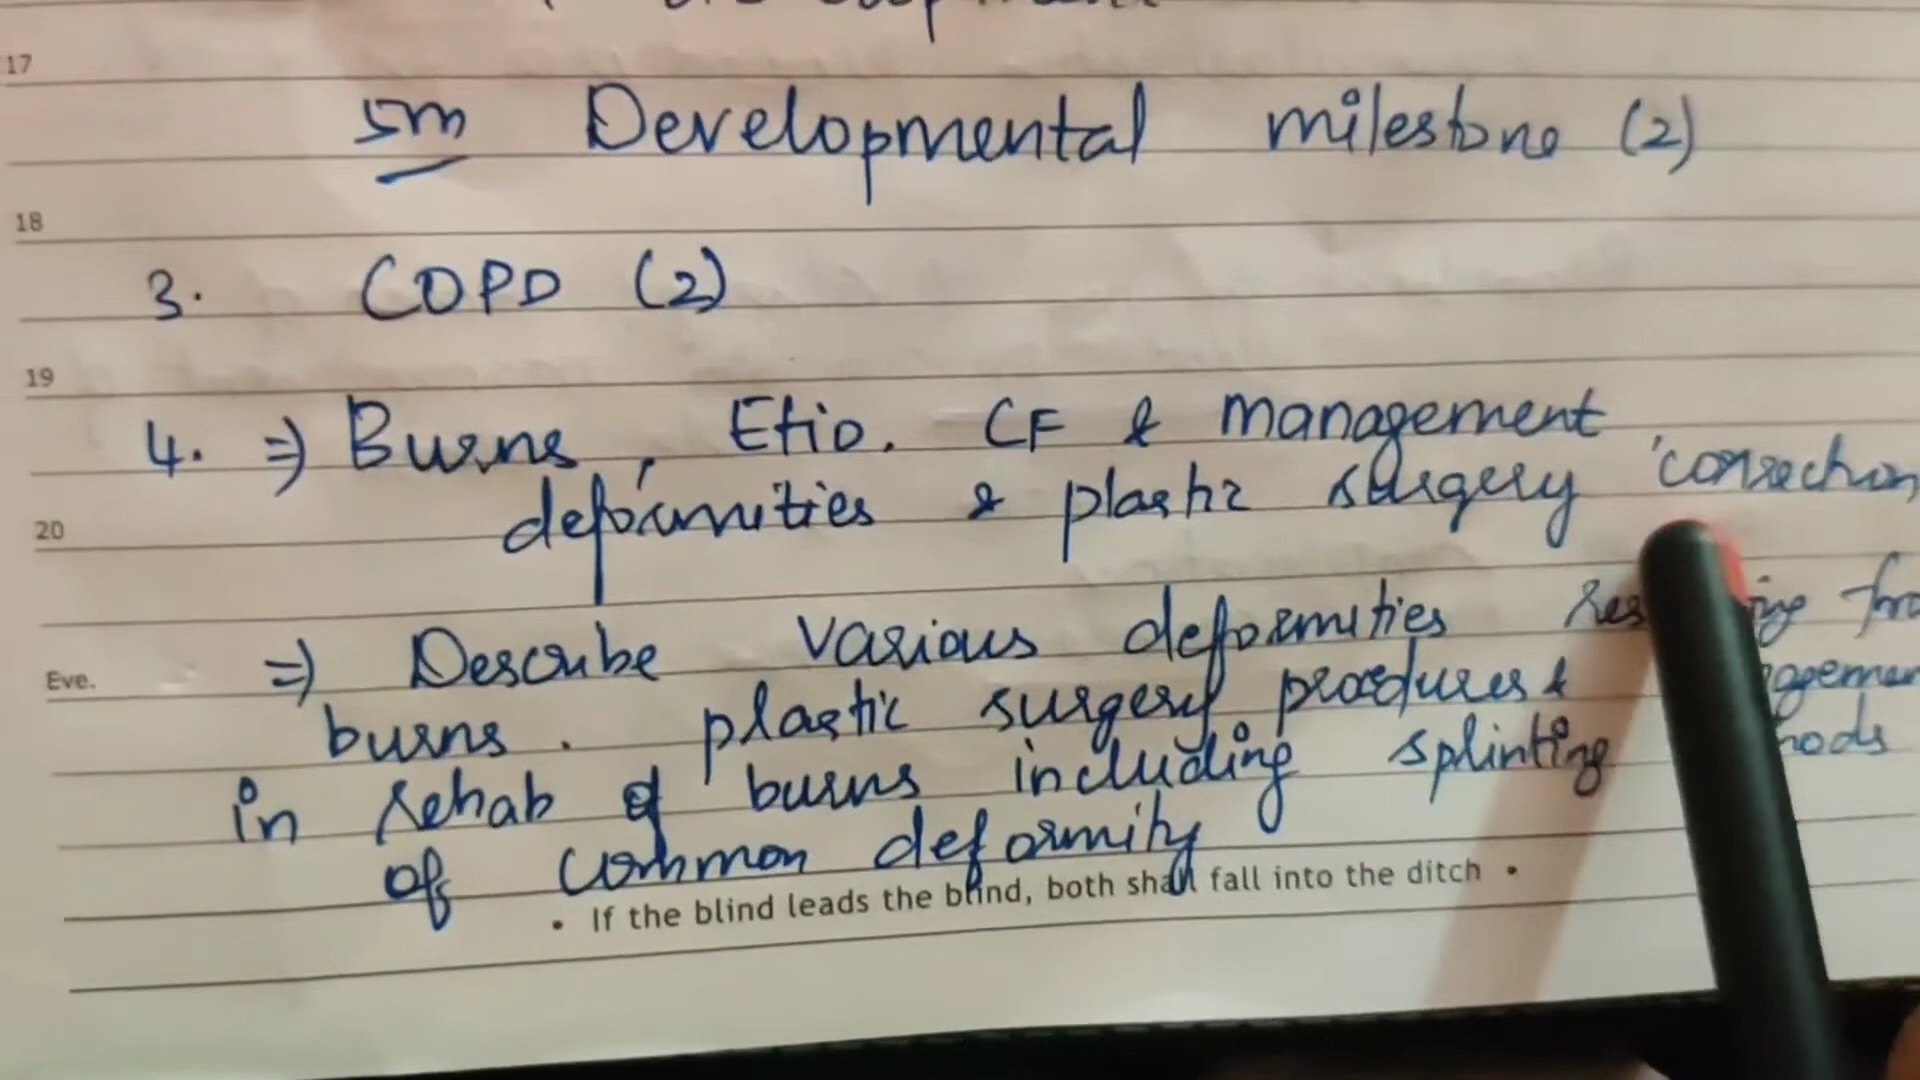 17
5m Developmental milestone (2)
18
3. COPD (2)
19
4. => Burns, Etio. CF & management
deformities & plastic surgery correction
20
=> Describe various deformities
Eve.
burns. plastic surgery procedures &
in rehab of burns including splinting
of common deformity
• If the blind leads the blind, both shall fall into the ditch •